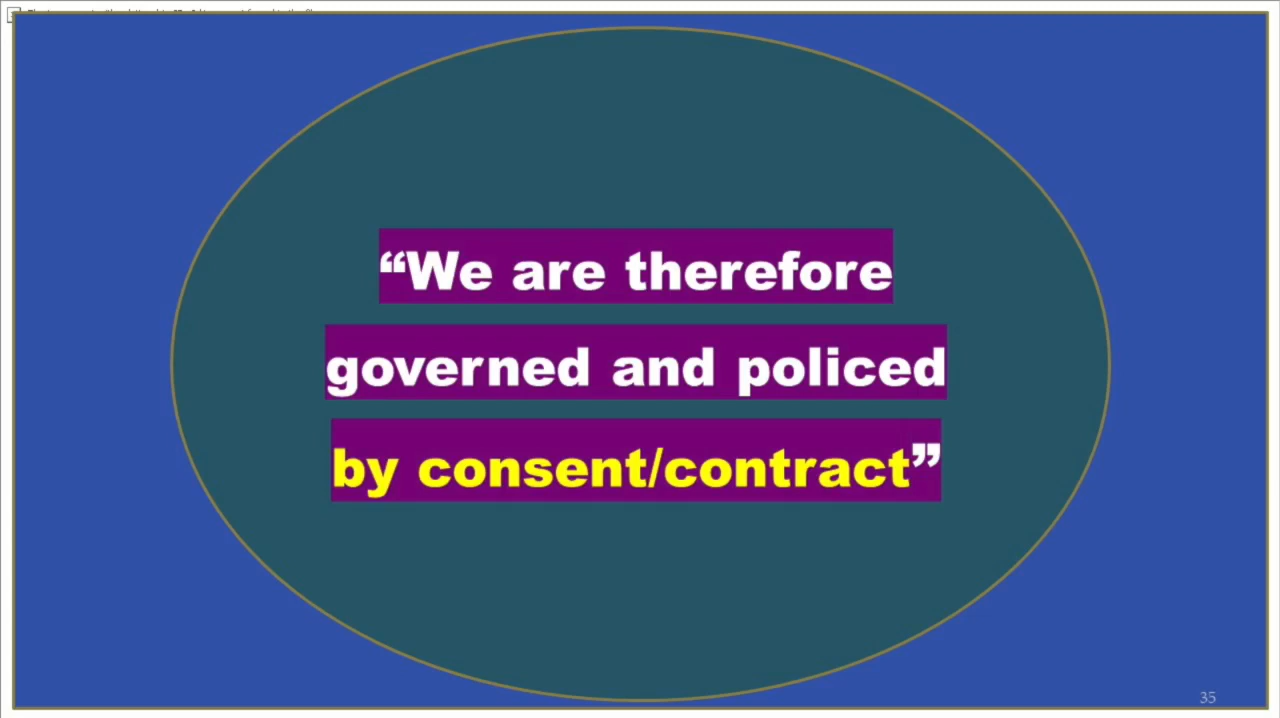 “We are therefore
governed and policed
by consent/contract”
35